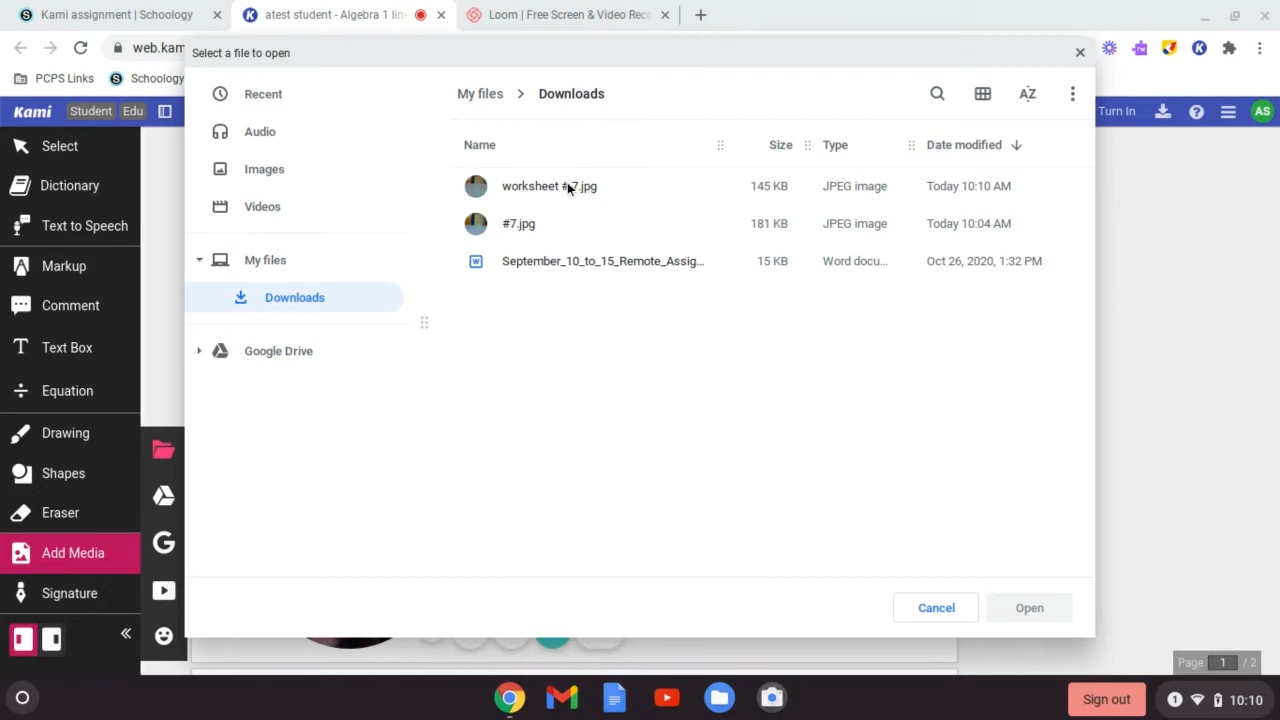 Kami assignment | Schoology
atest student - Algebra 1 line
Loom | Free Screen & Video Reco
web.kam
PCPS Links
Schoology
Select a file to open
Kami
Student
Edu
Turn In
AS
Select
Dictionary
Text to Speech
Markup
Comment
Text Box
Equation
Drawing
Shapes
Eraser
Add Media
Signature
Recent
Audio
Images
Videos
My files
Downloads
Google Drive
My files > Downloads
AZ
Name Size Type Date modified
worksheet #7.jpg 145 KB JPEG image Today 10:10 AM
#7.jpg 181 KB JPEG image Today 10:04 AM
September_10_to_15_Remote_Assig... 15 KB Word docu... Oct 26, 2020, 1:32 PM
Cancel
Open
Page 1 / 2
Sign out
1
10:10